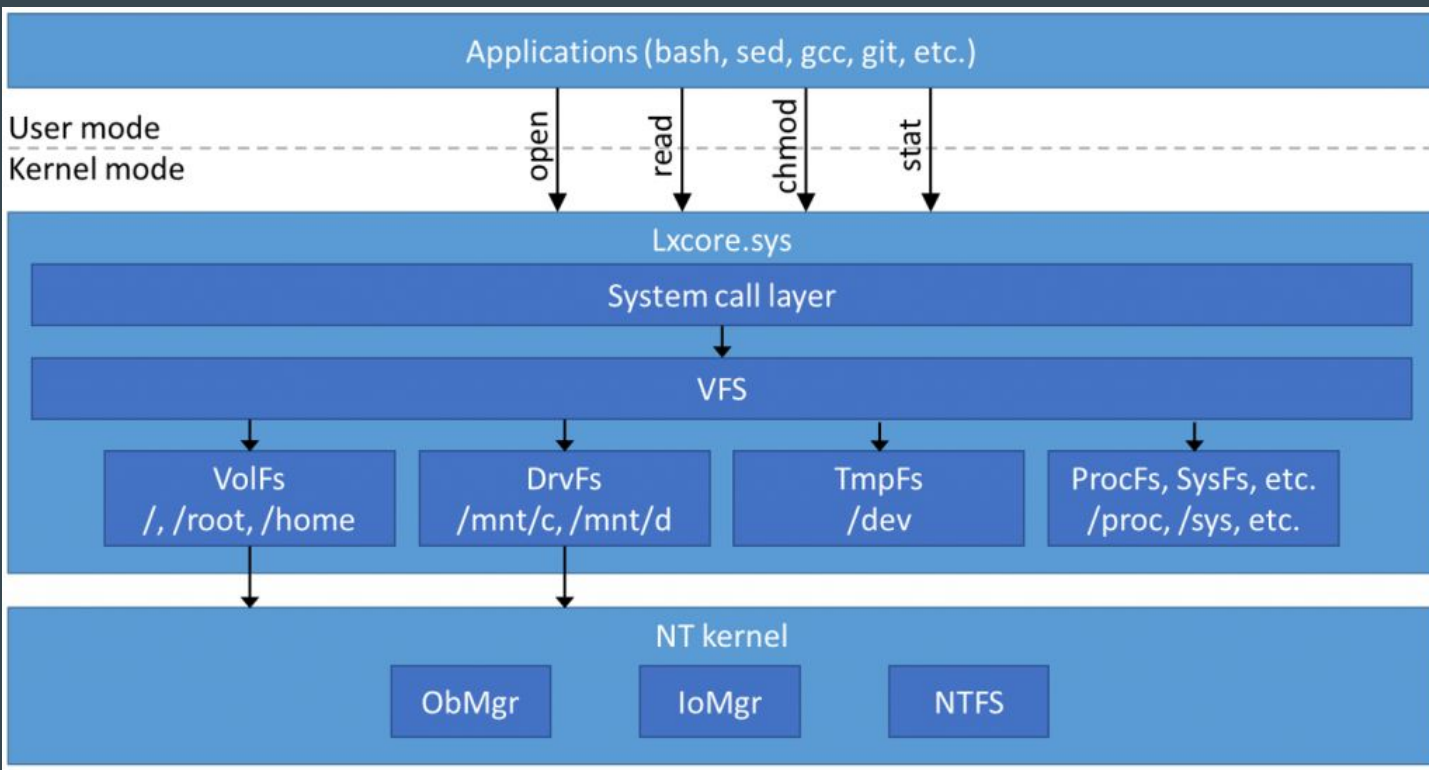 Applications (bash, sed, gcc, git, etc.)
User mode
Kernel mode
open
read
chmod
stat
Lxcore.sys
System call layer
VFS
VolFs
/, /root, /home
DrvFs
/mnt/c, /mnt/d
TmpFs
/dev
ProcFs, SysFs, etc.
/proc, /sys, etc.
NT kernel
ObMgr
IoMgr
NTFS